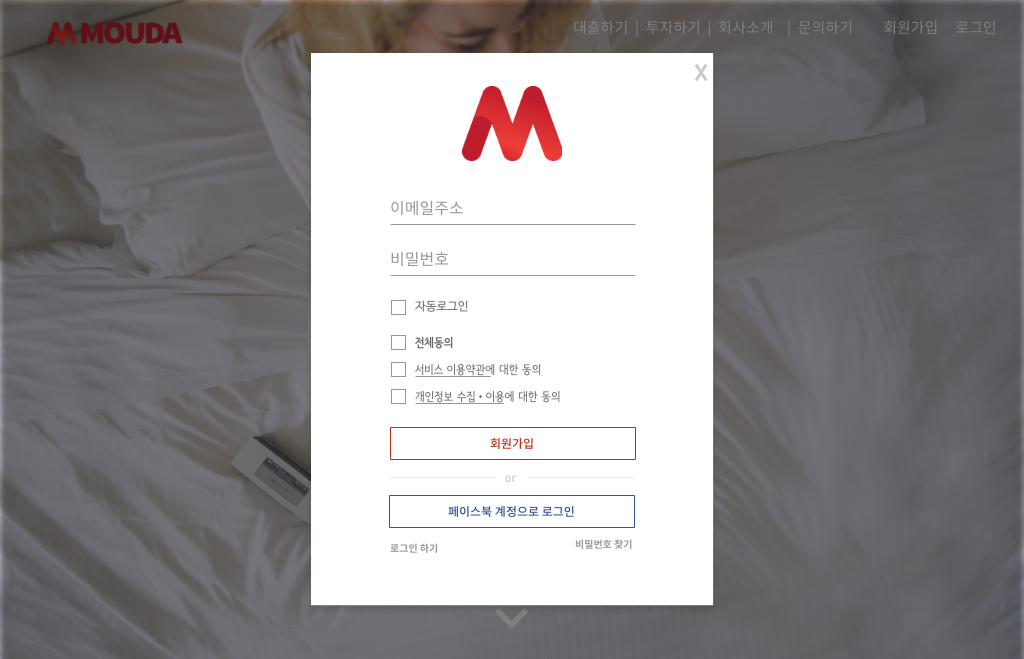 MOUDA
대출하기 | 투자하기 | 회사소개 | 문의하기 회원가입 로그인
X
이메일주소
비밀번호
자동로그인
전체동의
서비스 이용약관에 대한 동의
개인정보 수집 • 이용에 대한 동의
회원가입
or
페이스북 계정으로 로그인
로그인 하기
비밀번호 찾기